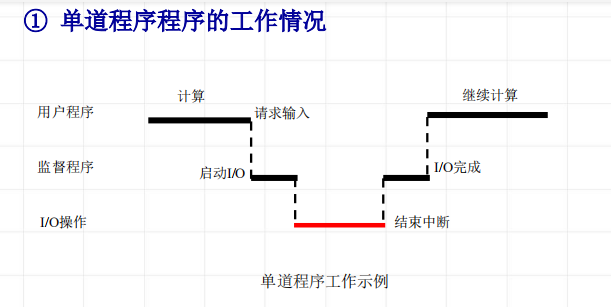 ① 单道程序程序的工作情况
计算
继续计算
用户程序
请求输入
监督程序
启动I/O
I/O完成
I/O操作
结束中断
单道程序工作示例